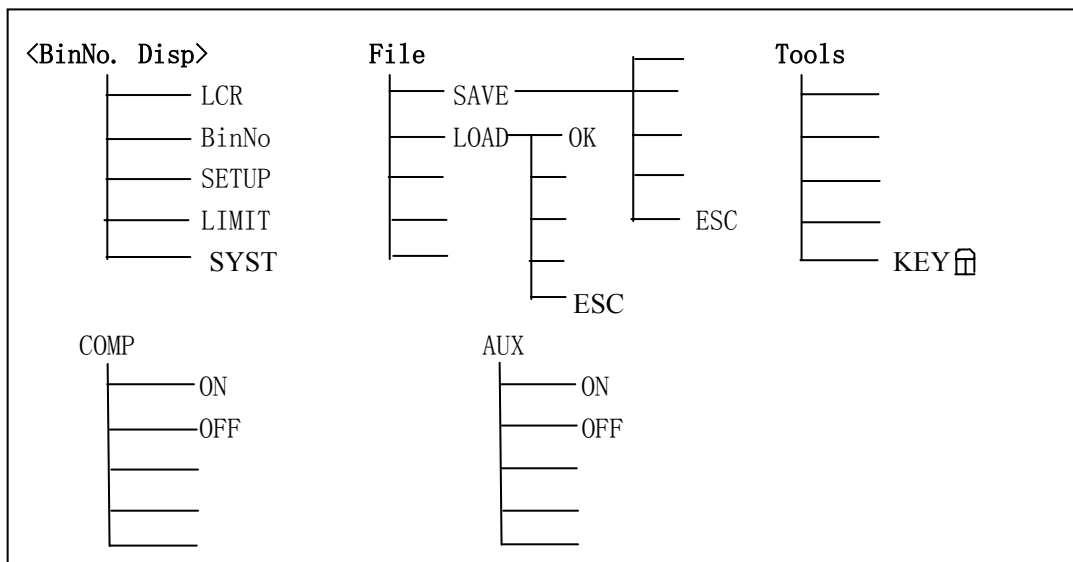 <BinNo. Disp>
LCR
BinNo
SETUP
LIMIT
SYST
File
SAVE
ESC
LOAD
OK
ESC
Tools
KEY
COMP
ON
OFF
AUX
ON
OFF